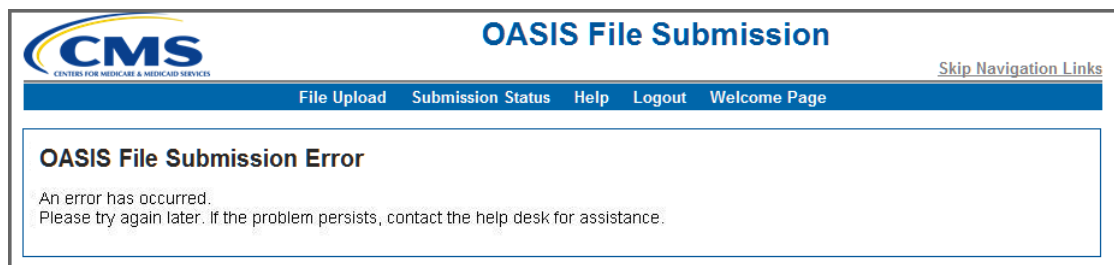 CMS
CENTERS FOR MEDICARE & MEDICAID SERVICES
OASIS File Submission
Skip Navigation Links
File Upload Submission Status Help Logout Welcome Page
OASIS File Submission Error
An error has occurred.
Please try again later. If the problem persists, contact the help desk for assistance.